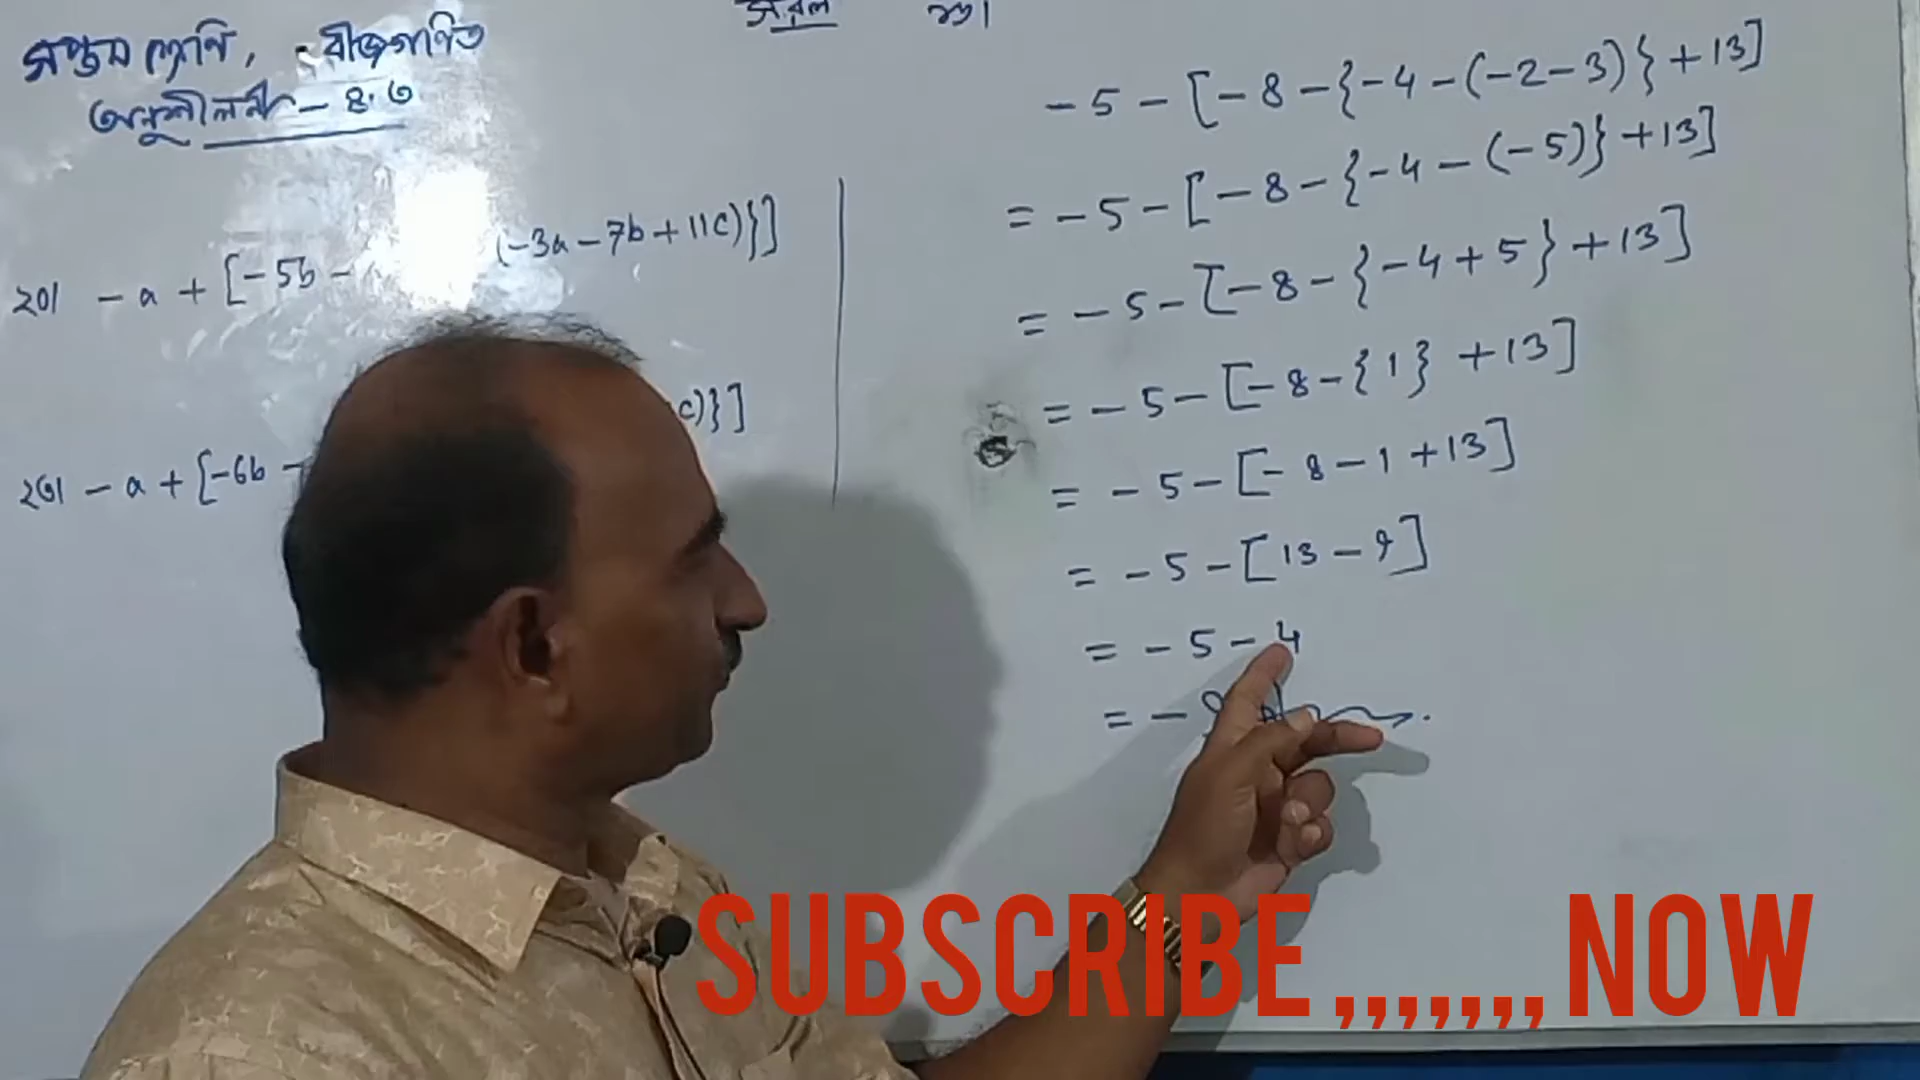 সরল
সপ্তম শ্রেণি, বীজগণিত
অনুশীলনী - ৪.৩
২০। - a + [-5b - (-3a - 7b + 11c)}]
২৩। - a + [-6b - c)}]
- 5 - [- 8 - {- 4 - (- 2 - 3)} + 13]
= - 5 - [- 8 - {- 4 - (- 5)} + 13]
= - 5 - [- 8 - {- 4 + 5} + 13]
= - 5 - [- 8 - {1} + 13]
= - 5 - [- 8 - 1 + 13]
= - 5 - [13 - 9]
= - 5 - 4
= - 9
SUBSCRIBE,,,,,,,NOW